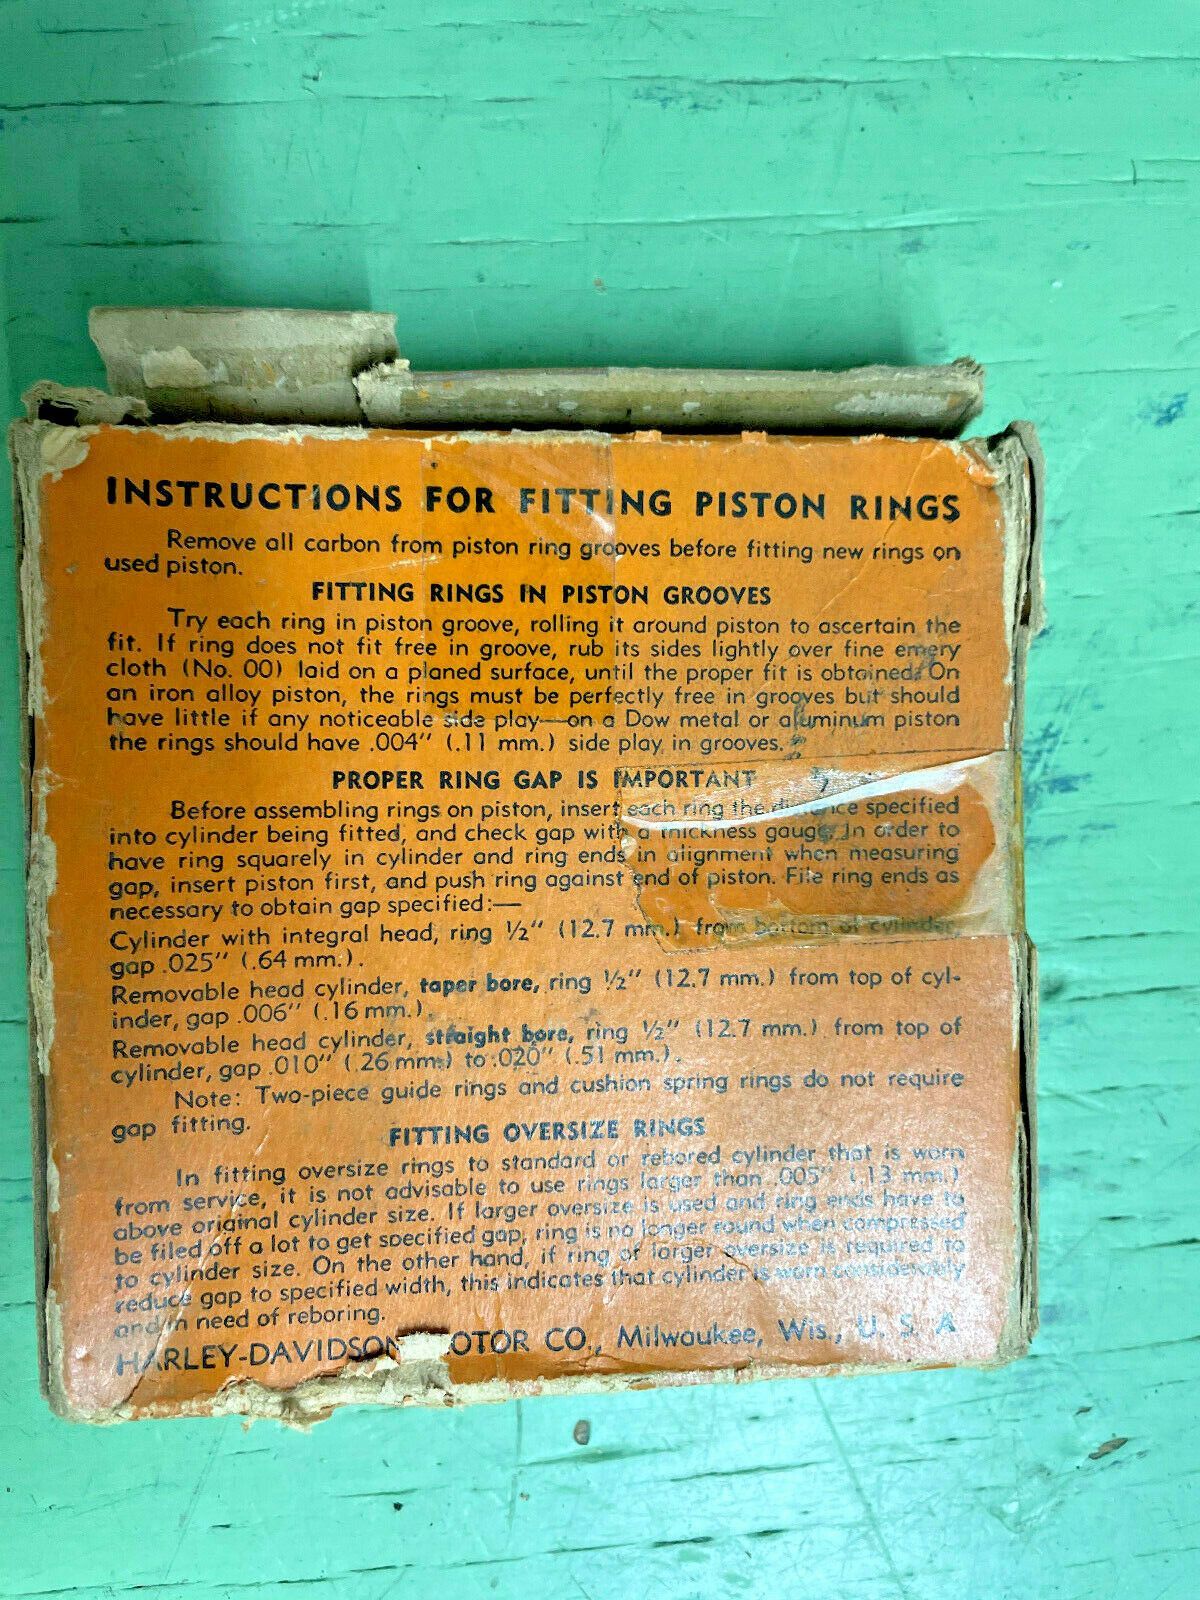 INSTRUCTIONS FOR FITTING PISTON RINGS
Remove all carbon from piston ring grooves before fitting new rings on
used piston.
FITTING RINGS IN PISTON GROOVES
Try each ring in piston groove, rolling it around piston to ascertain the
fit. If ring does not fit free in groove, rub its sides lightly over fine emery
cloth (No. 00) laid on a planed surface, until the proper fit is obtained. On
an iron alloy piston, the rings must be perfectly free in grooves but should
have little if any noticeable side play—on a Dow metal or aluminum piston
the rings should have .004" (.11 mm.) side play in grooves.
PROPER RING GAP IS IMPORTANT
Before assembling rings on piston, insert each ring the distance specified
into cylinder being fitted, and check gap with a thickness gauge. In order to
have ring squarely in cylinder and ring ends in alignment when measuring
gap, insert piston first, and push ring against end of piston. File ring ends as
necessary to obtain gap specified:—
Cylinder with integral head, ring ½" (12.7 mm.) from bottom of cylinder,
gap .025" (.64 mm.).
Removable head cylinder, taper bore, ring ½" (12.7 mm.) from top of cyl-
inder, gap .006" (.16 mm.).
Removable head cylinder, straight bore, ring ½" (12.7 mm.) from top of
cylinder, gap .010" (.26 mm.) to .020" (.51 mm.).
Note: Two-piece guide rings and cushion spring rings do not require
gap fitting.
FITTING OVERSIZE RINGS
In fitting oversize rings to standard or rebored cylinder that is worn
from service, it is not advisable to use rings larger than .005" (.13 mm.)
above original cylinder size. If larger oversize is used and ring ends have to
be filed off a lot to get specified gap, ring is no longer round when compressed
to cylinder size. On the other hand, if ring of larger oversize is required to
reduce gap to specified width, this indicates that cylinder is worn considerably
and in need of reboring.
HARLEY-DAVIDSON MOTOR CO., Milwaukee, Wis., U. S. A